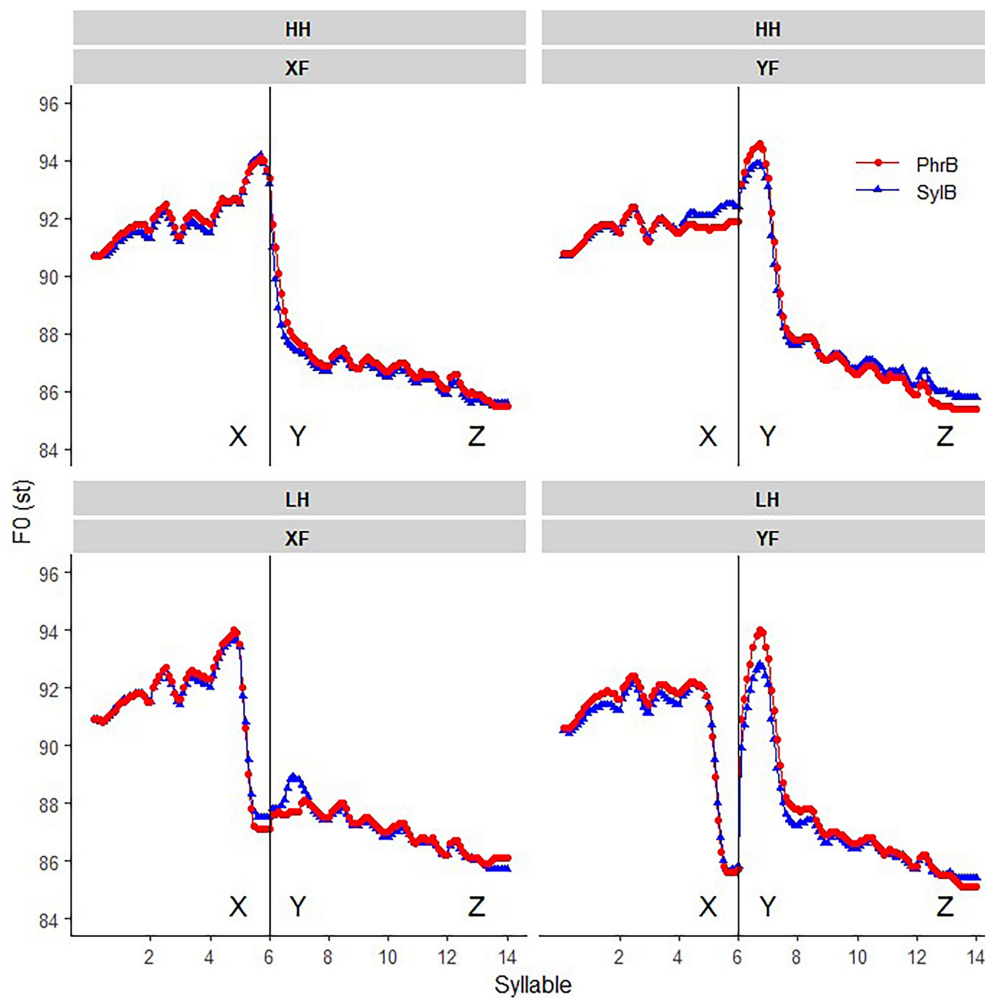 HH
XF
HH
YF
96
94
92
90
88
86
84
X Y Z
X Y Z
PhrB
SylB
F0 (st)
LH
XF
LH
YF
96
94
92
90
88
86
84
X Y Z
X Y Z
2 4 6 8 10 12 14
2 4 6 8 10 12 14
Syllable